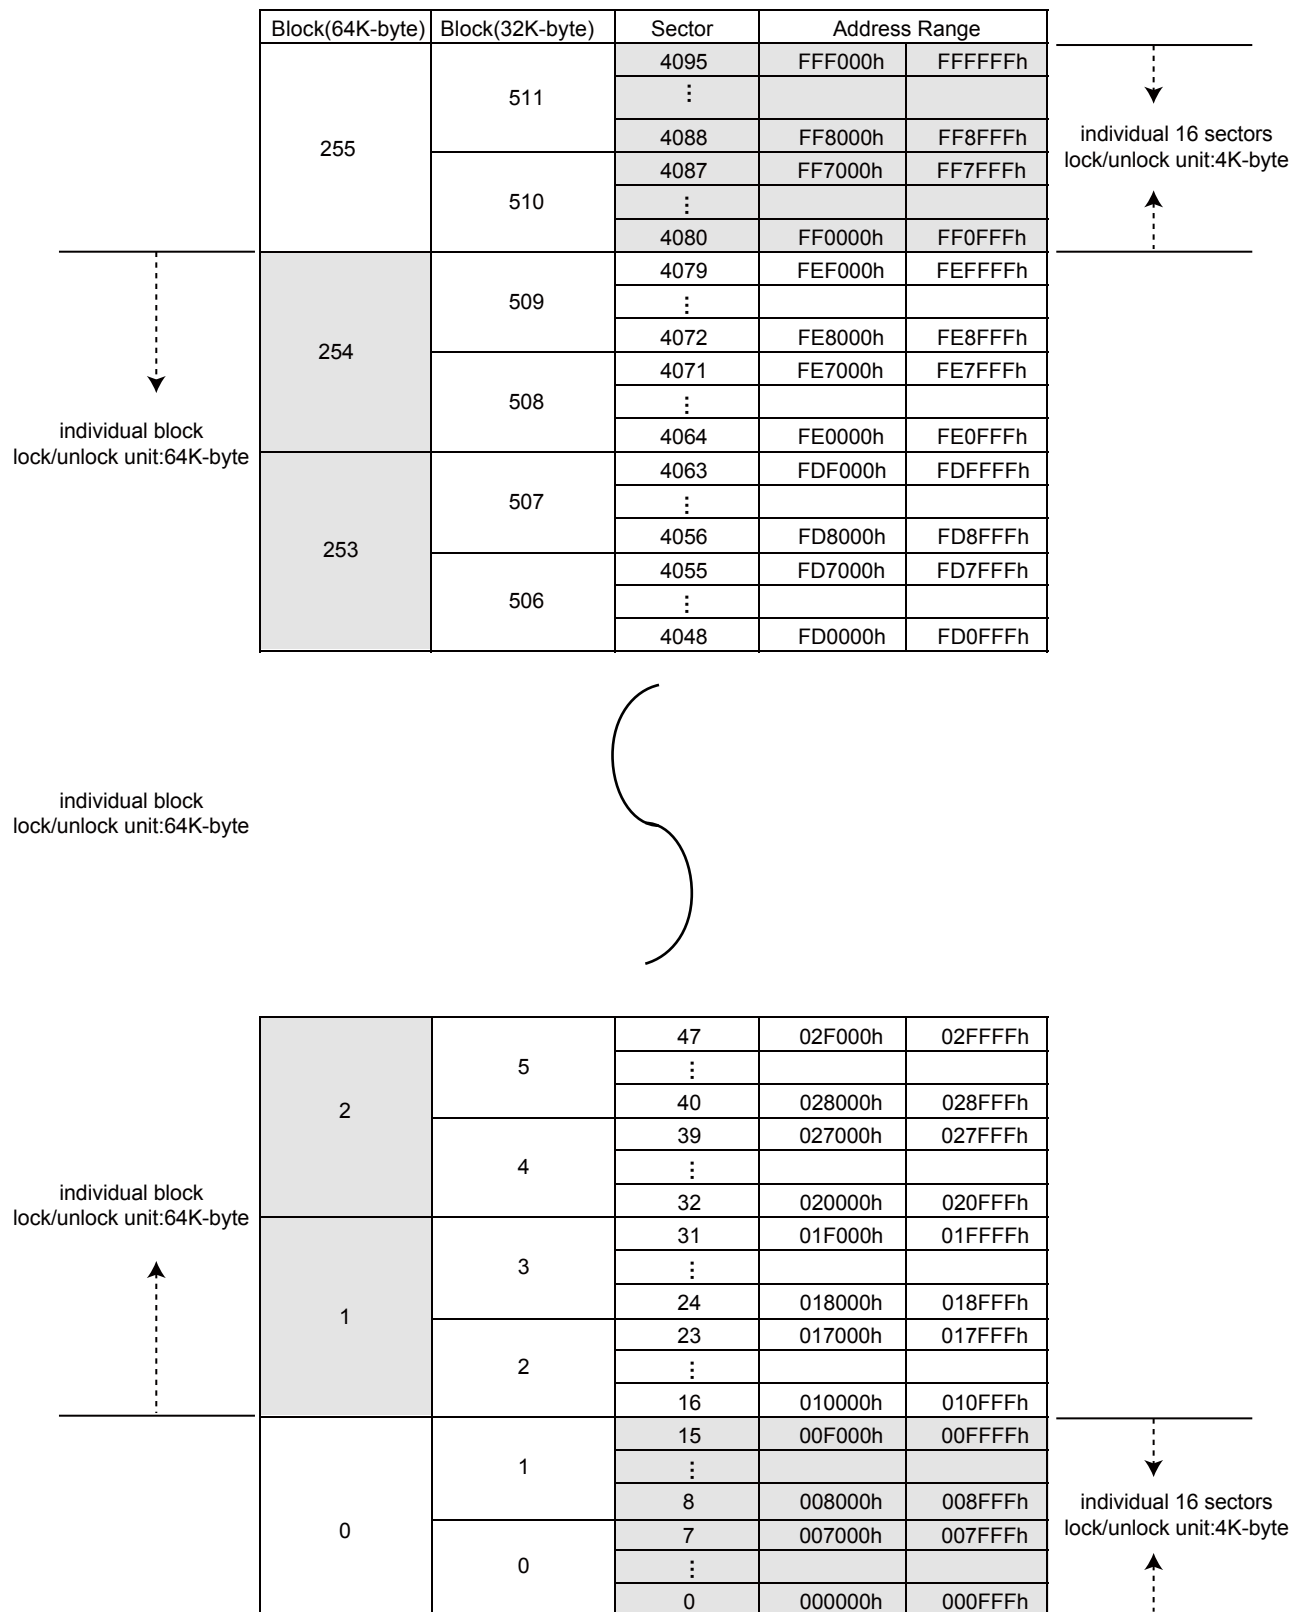 Block(64K-byte) Block(32K-byte) Sector Address Range
4095 FFF000h FFFFFFh
511
⋮
individual 16 sectors
lock/unlock unit:4K-byte
255
4088 FF8000h FF8FFFh
4087 FF7000h FF7FFFh
510
⋮
4080 FF0000h FF0FFFh
4079 FEF000h FEFFFFh
509
⋮
4072 FE8000h FE8FFFh
254
4071 FE7000h FE7FFFh
508
⋮
individual block
lock/unlock unit:64K-byte
4064 FE0000h FE0FFFh
4063 FDF000h FDFFFFh
507
⋮
4056 FD8000h FD8FFFh
253
4055 FD7000h FD7FFFh
506
⋮
4048 FD0000h FD0FFFh
individual block
lock/unlock unit:64K-byte
47 02F000h 02FFFFh
5
⋮
40 028000h 028FFFh
2
39 027000h 027FFFh
4
⋮
individual block
lock/unlock unit:64K-byte
32 020000h 020FFFh
31 01F000h 01FFFFh
3
⋮
24 018000h 018FFFh
1
23 017000h 017FFFh
2
⋮
16 010000h 010FFFh
15 00F000h 00FFFFh
1
⋮
8 008000h 008FFFh
individual 16 sectors
lock/unlock unit:4K-byte
0
7 007000h 007FFFh
0
⋮
0 000000h 000FFFh